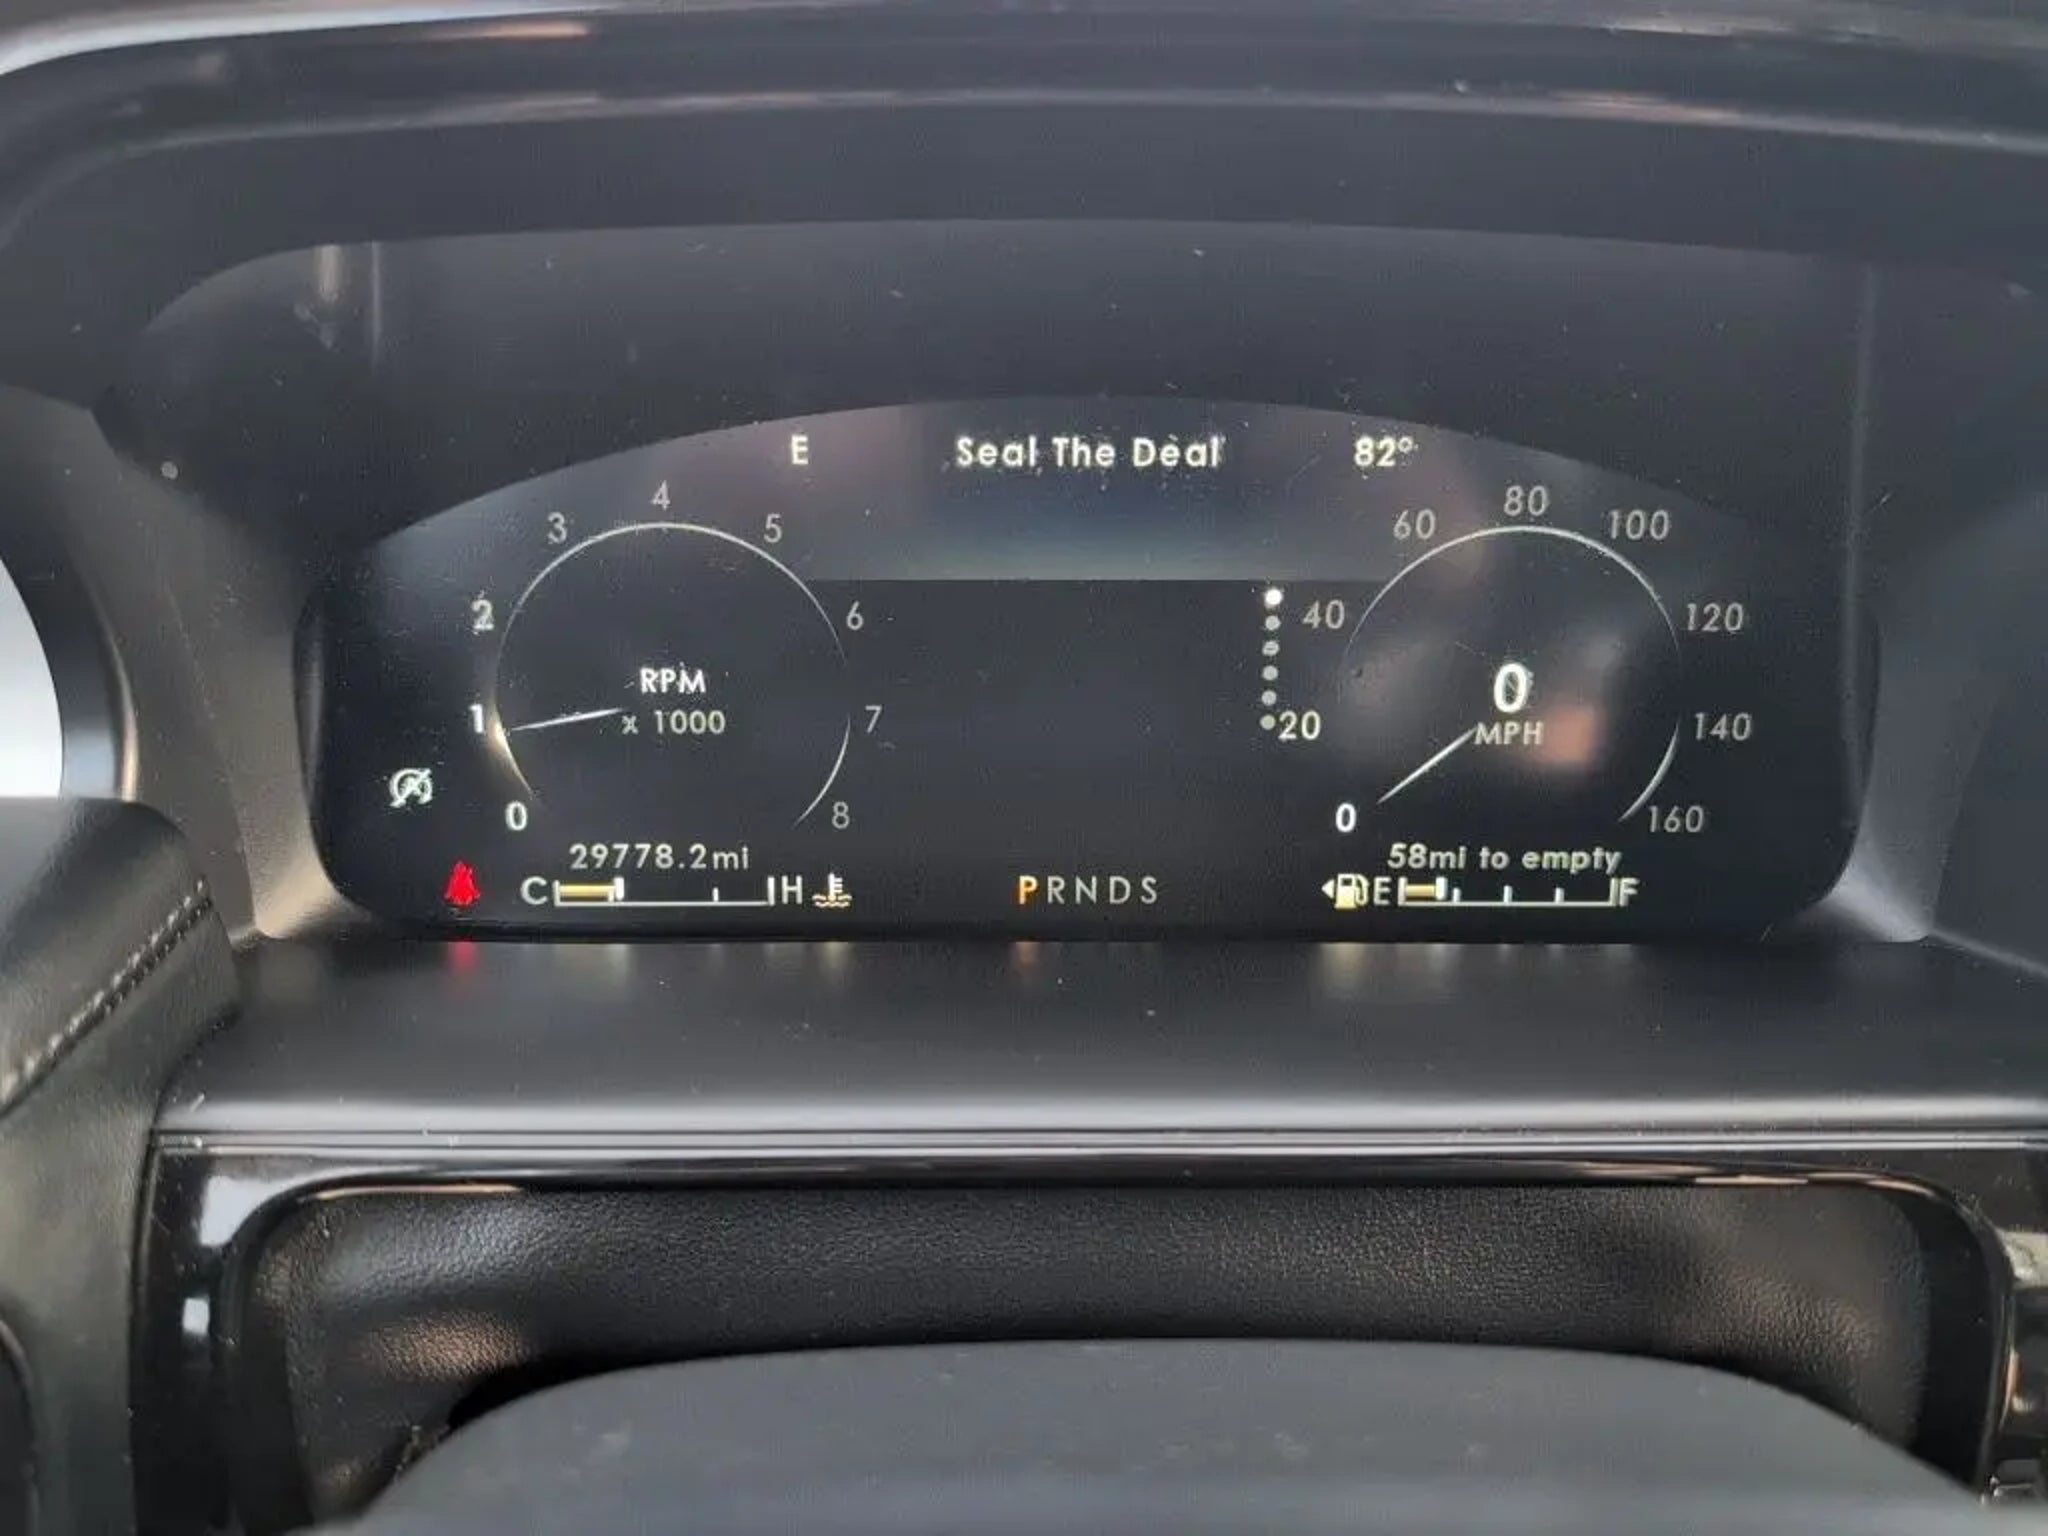 E Seal The Deal 82°
4
3 5
2 6
RPM
x 1000
1 7
0 8
80
60 100
40 120
0
MPH
20 140
0 160
29778.2mi
58mi to empty
C H
PRNDS
E F